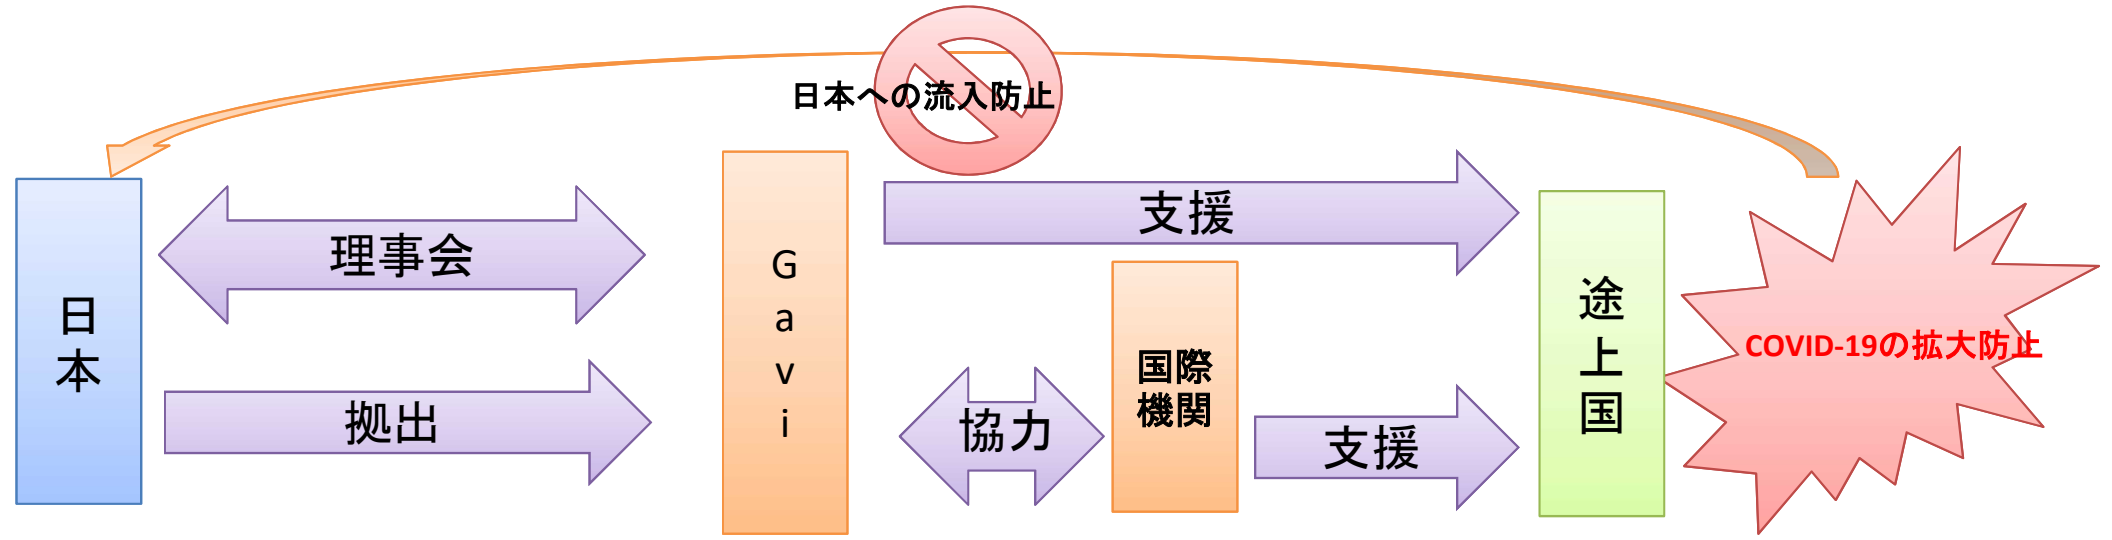 日本への流入防止
日本
理事会
拠出
Gavi
支援
協力
国際
機関
支援
途上国
COVID-19の拡大防止